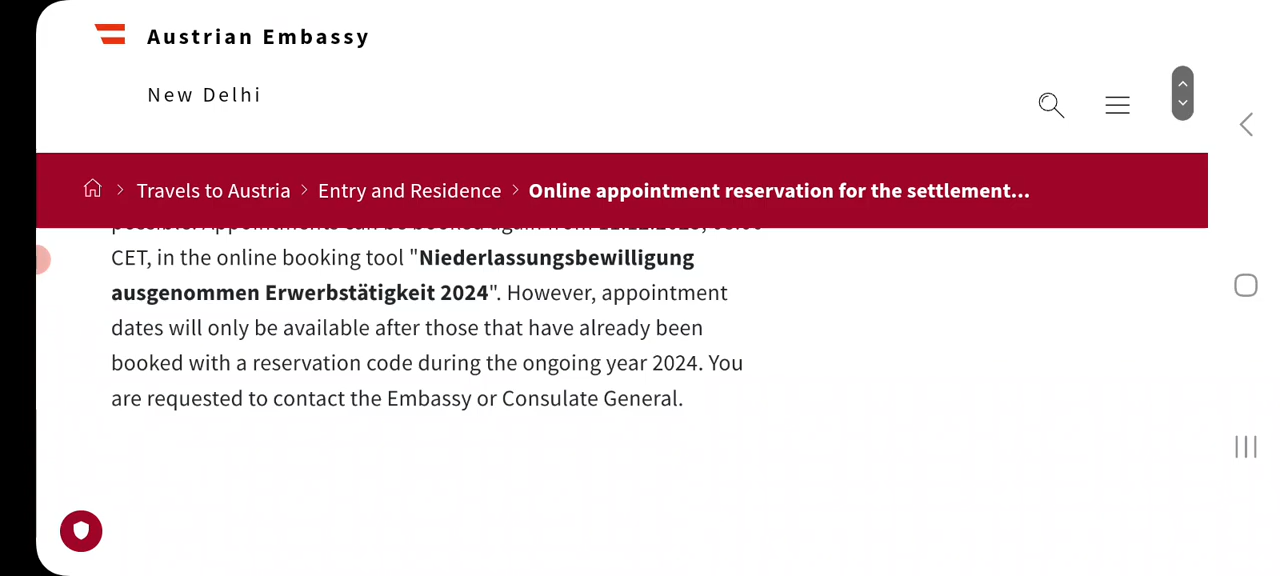 Austrian Embassy
New Delhi
Travels to Austria
Entry and Residence
Online appointment reservation for the settlement...
CET, in the online booking tool "Niederlassungsbewilligung
ausgenommen Erwerbstätigkeit 2024". However, appointment
dates will only be available after those that have already been
booked with a reservation code during the ongoing year 2024. You
are requested to contact the Embassy or Consulate General.